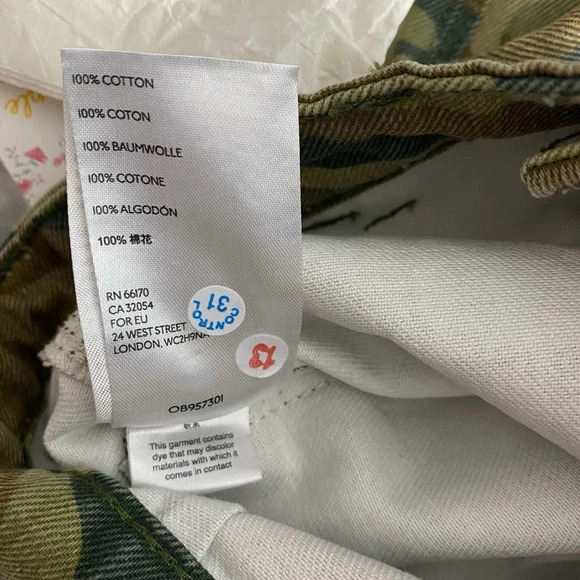 100% COTTON
100% COTON
100% BAUMWOLLE
100% COTONE
100% ALGODÓN
100% 棉花
RN 66170
CA 32054
FOR EU
24 WEST STREET
LONDON, WC2H9NA
CONTROL
31
13
OB957301
This garment contains
dye that may discolor
materials with which it
comes in contact